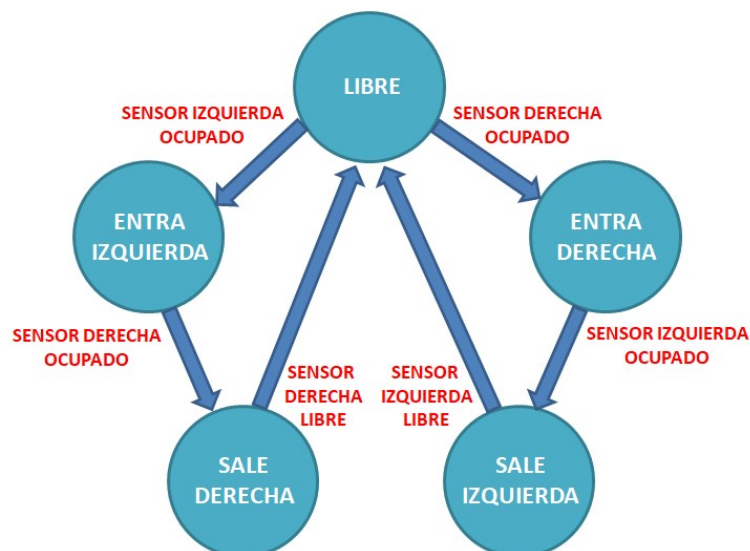 LIBRE
SENSOR IZQUIERDA
OCUPADO
SENSOR DERECHA
OCUPADO
ENTRA
IZQUIERDA
ENTRA
DERECHA
SENSOR DERECHA
OCUPADO
SENSOR IZQUIERDA
OCUPADO
SENSOR
DERECHA
LIBRE
SENSOR
IZQUIERDA
LIBRE
SALE
DERECHA
SALE
IZQUIERDA